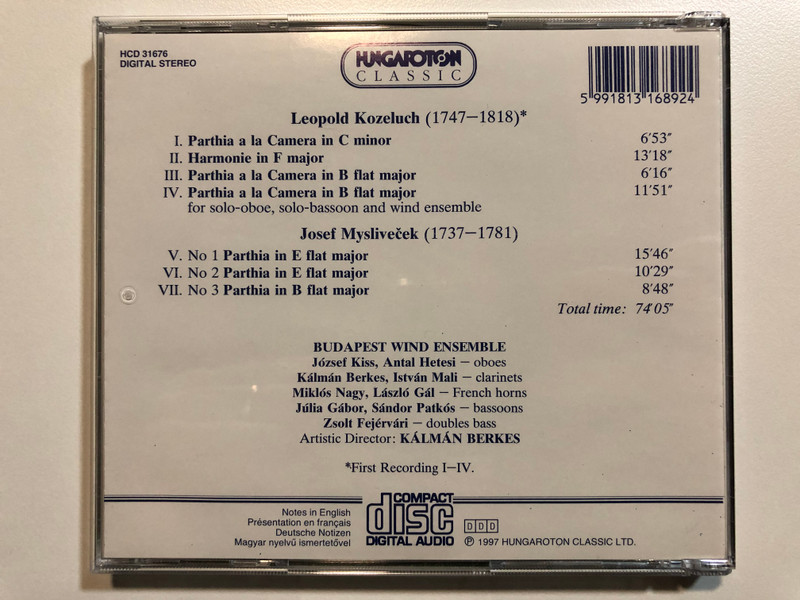 HCD 31676
DIGITAL STEREO
HUNGAROTON
CLASSIC
5 991813 168924
Leopold Kozeluch (1747–1818)*
I. Parthia a la Camera in C minor 6′53″
II. Harmonie in F major 13′18″
III. Parthia a la Camera in B flat major 6′16″
IV. Parthia a la Camera in B flat major 11′51″
for solo-oboe, solo-bassoon and wind ensemble
Josef Mysliveček (1737–1781)
V. No 1 Parthia in E flat major 15′46″
VI. No 2 Parthia in E flat major 10′29″
VII. No 3 Parthia in B flat major 8′48″
Total time: 74′05″
BUDAPEST WIND ENSEMBLE
József Kiss, Antal Hetesi – oboes
Kálmán Berkes, István Mali – clarinets
Miklós Nagy, László Gál – French horns
Júlia Gábor, Sándor Patkós – bassoons
Zsolt Fejérvári – doubles bass
Artistic Director: KÁLMÁN BERKES
*First Recording I–IV.
Notes in English
Présentation en français
Deutsche Notizen
Magyar nyelvű ismertetővel
COMPACT
disc
DIGITAL AUDIO
DDD
℗ 1997 HUNGAROTON CLASSIC LTD.